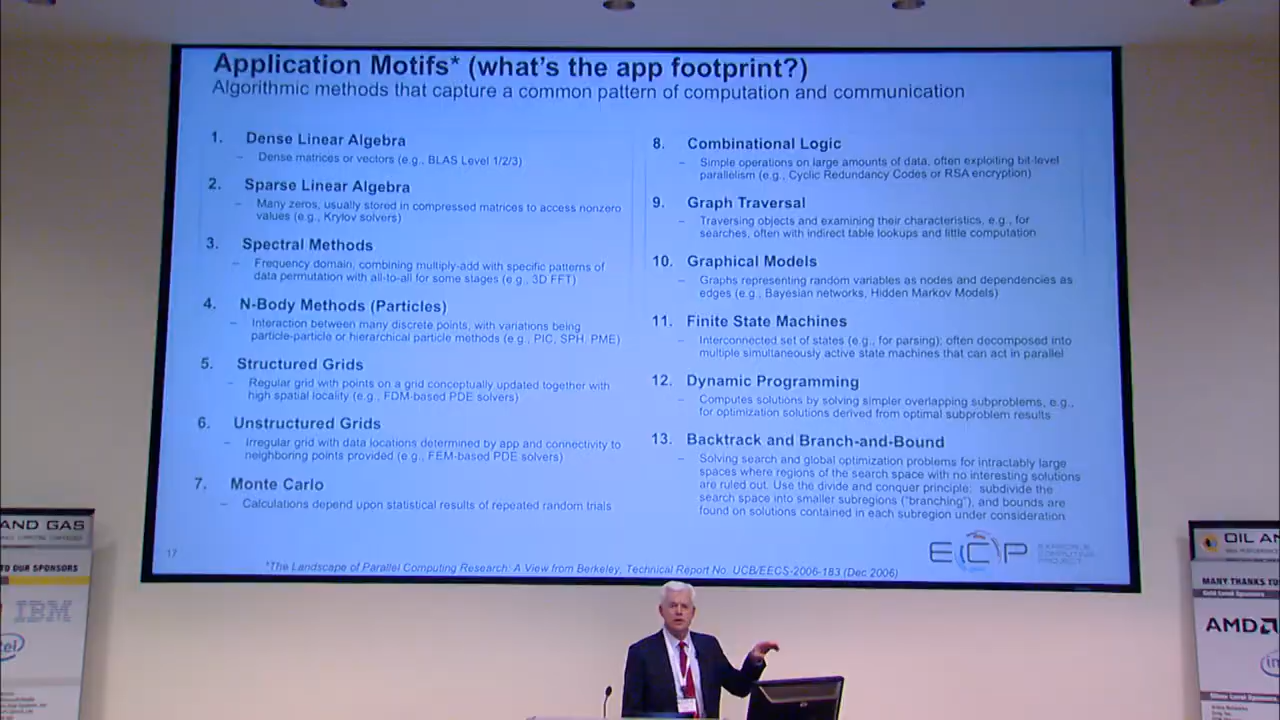 Application Motifs* (what's the app footprint?)
Algorithmic methods that capture a common pattern of computation and communication
1. Dense Linear Algebra
– Dense matrices or vectors (e.g., BLAS Level 1/2/3)
2. Sparse Linear Algebra
– Many zeros, usually stored in compressed matrices to access nonzero
values (e.g., Krylov solvers)
3. Spectral Methods
– Frequency domain, combining multiply-add with specific patterns of
data permutation with all-to-all for some stages (e.g., 3D FFT)
4. N-Body Methods (Particles)
– Interaction between many discrete points, with variations being
particle-particle or hierarchical particle methods (e.g., PIC, SPH, PME)
5. Structured Grids
– Regular grid with points on a grid conceptually updated together with
high spatial locality (e.g., FDM-based PDE solvers)
6. Unstructured Grids
– Irregular grid with data locations determined by app and connectivity to
neighboring points provided (e.g., FEM-based PDE solvers)
7. Monte Carlo
– Calculations depend upon statistical results of repeated random trials
8. Combinational Logic
– Simple operations on large amounts of data, often exploiting bit-level
parallelism (e.g., Cyclic Redundancy Codes or RSA encryption)
9. Graph Traversal
– Traversing objects and examining their characteristics, e.g., for
searches, often with indirect table lookups and little computation
10. Graphical Models
– Graphs representing random variables as nodes and dependencies as
edges (e.g., Bayesian networks, Hidden Markov Models)
11. Finite State Machines
– Interconnected set of states (e.g., for parsing); often decomposed into
multiple simultaneously active state machines that can act in parallel
12. Dynamic Programming
– Computes solutions by solving simpler overlapping subproblems, e.g.,
for optimization solutions derived from optimal subproblem results
13. Backtrack and Branch-and-Bound
– Solving search and global optimization problems for intractably large
spaces where regions of the search space with no interesting solutions
are ruled out. Use the divide and conquer principle: subdivide the
search space into smaller subregions ("branching"), and bounds are
found on solutions contained in each subregion under consideration
17
*The Landscape of Parallel Computing Research: A View from Berkeley, Technical Report No. UCB/EECS-2006-183 (Dec 2006)
ECP
EXASCALE
COMPUTING
PROJECT
AND GAS
TO OUR SPONSORS
IBM
tel
OIL AN
MANY THANKS TO
Gold Level Sponsors
AMD
in
Silver Level Sponsors